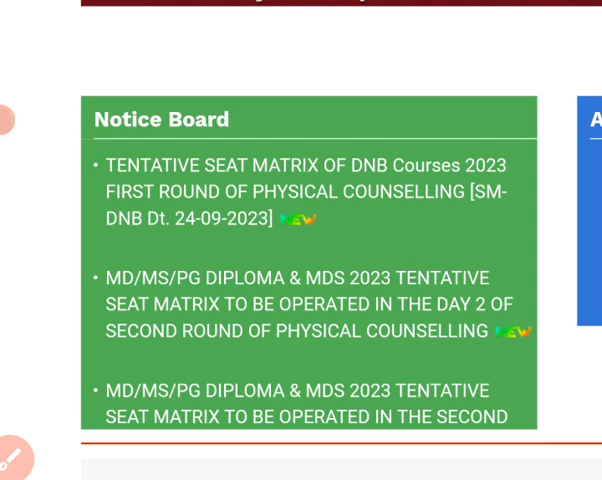 Notice Board
• TENTATIVE SEAT MATRIX OF DNB Courses 2023
FIRST ROUND OF PHYSICAL COUNSELLING [SM-
DNB Dt. 24-09-2023] NEW
• MD/MS/PG DIPLOMA & MDS 2023 TENTATIVE
SEAT MATRIX TO BE OPERATED IN THE DAY 2 OF
SECOND ROUND OF PHYSICAL COUNSELLING NEW
• MD/MS/PG DIPLOMA & MDS 2023 TENTATIVE
SEAT MATRIX TO BE OPERATED IN THE SECOND
A